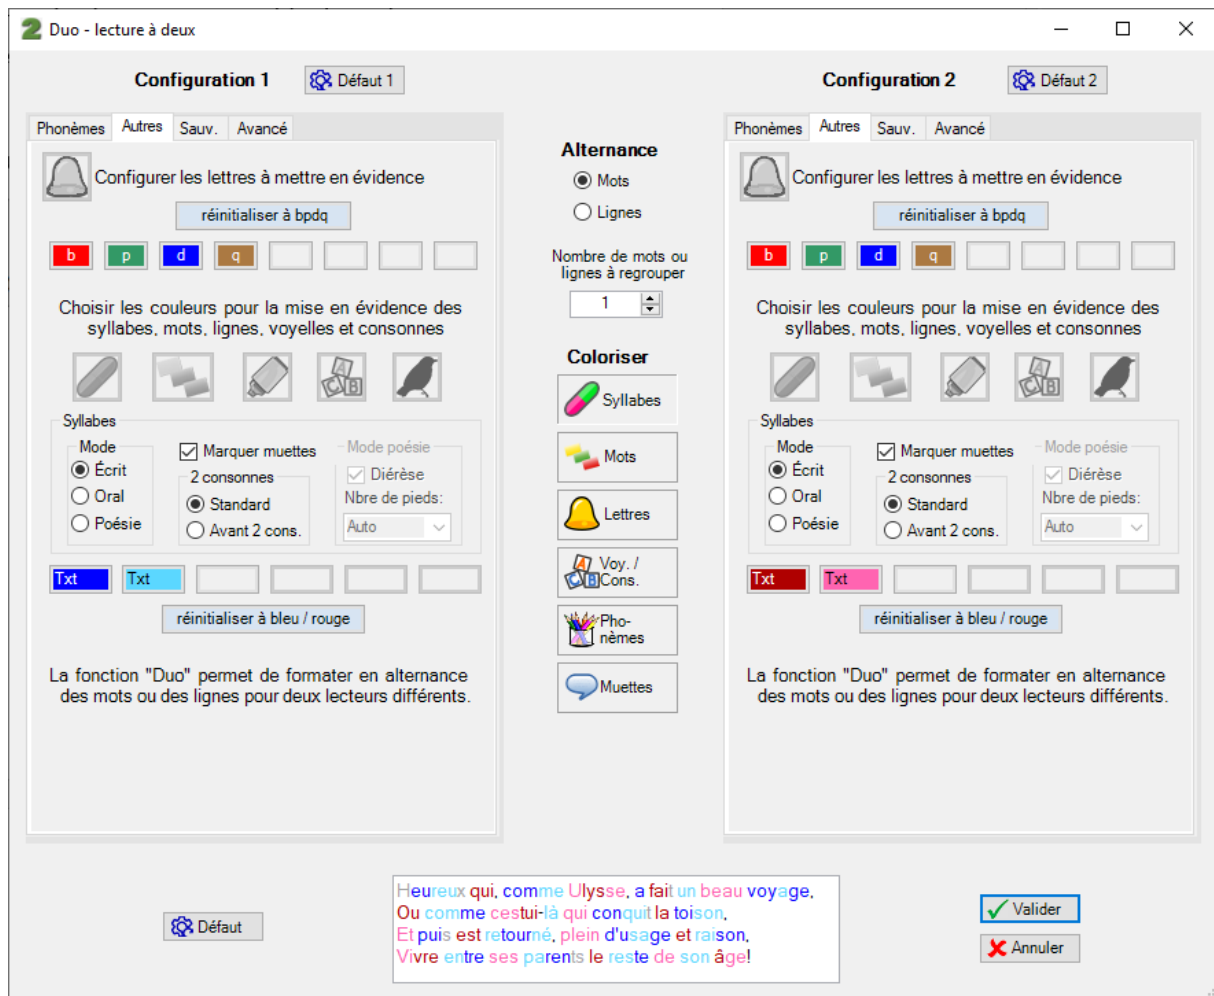 Duo - lecture à deux
Configuration 1
Défaut 1
Phonèmes
Autres
Sauv.
Avancé
Configurer les lettres à mettre en évidence
réinitialiser à bpdq
b
p
d
q
Choisir les couleurs pour la mise en évidence des
syllabes, mots, lignes, voyelles et consonnes
A
C
B
Syllabes
Mode
Écrit
Oral
Poésie
Marquer muettes
2 consonnes
Standard
Avant 2 cons.
Mode poésie
Diérèse
Nbre de pieds:
Auto
Txt
Txt
réinitialiser à bleu / rouge
La fonction "Duo" permet de formater en alternance
des mots ou des lignes pour deux lecteurs différents.
Alternance
Mots
Lignes
Nombre de mots ou
lignes à regrouper
1
Coloriser
Syllabes
Mots
Lettres
A
C
B
Voy. /
Cons.
Pho-
nèmes
Muettes
Configuration 2
Défaut 2
Phonèmes
Autres
Sauv.
Avancé
Configurer les lettres à mettre en évidence
réinitialiser à bpdq
b
p
d
q
Choisir les couleurs pour la mise en évidence des
syllabes, mots, lignes, voyelles et consonnes
A
C
B
Syllabes
Mode
Écrit
Oral
Poésie
Marquer muettes
2 consonnes
Standard
Avant 2 cons.
Mode poésie
Diérèse
Nbre de pieds:
Auto
Txt
Txt
réinitialiser à bleu / rouge
La fonction "Duo" permet de formater en alternance
des mots ou des lignes pour deux lecteurs différents.
Défaut
Heureux qui, comme Ulysse, a fait un beau voyage,
Ou comme cestui-là qui conquit la toison,
Et puis est retourné, plein d'usage et raison,
Vivre entre ses parents le reste de son âge!
Valider
Annuler